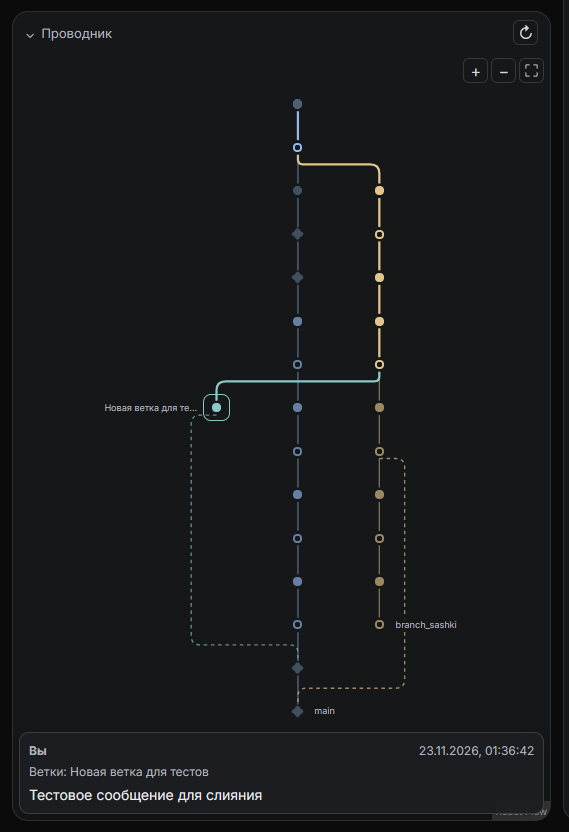 Проводник
+
−
Новая ветка для те...
branch_sashki
main
Вы
23.11.2026, 01:36:42
Ветки: Новая ветка для тестов
Тестовое сообщение для слияния